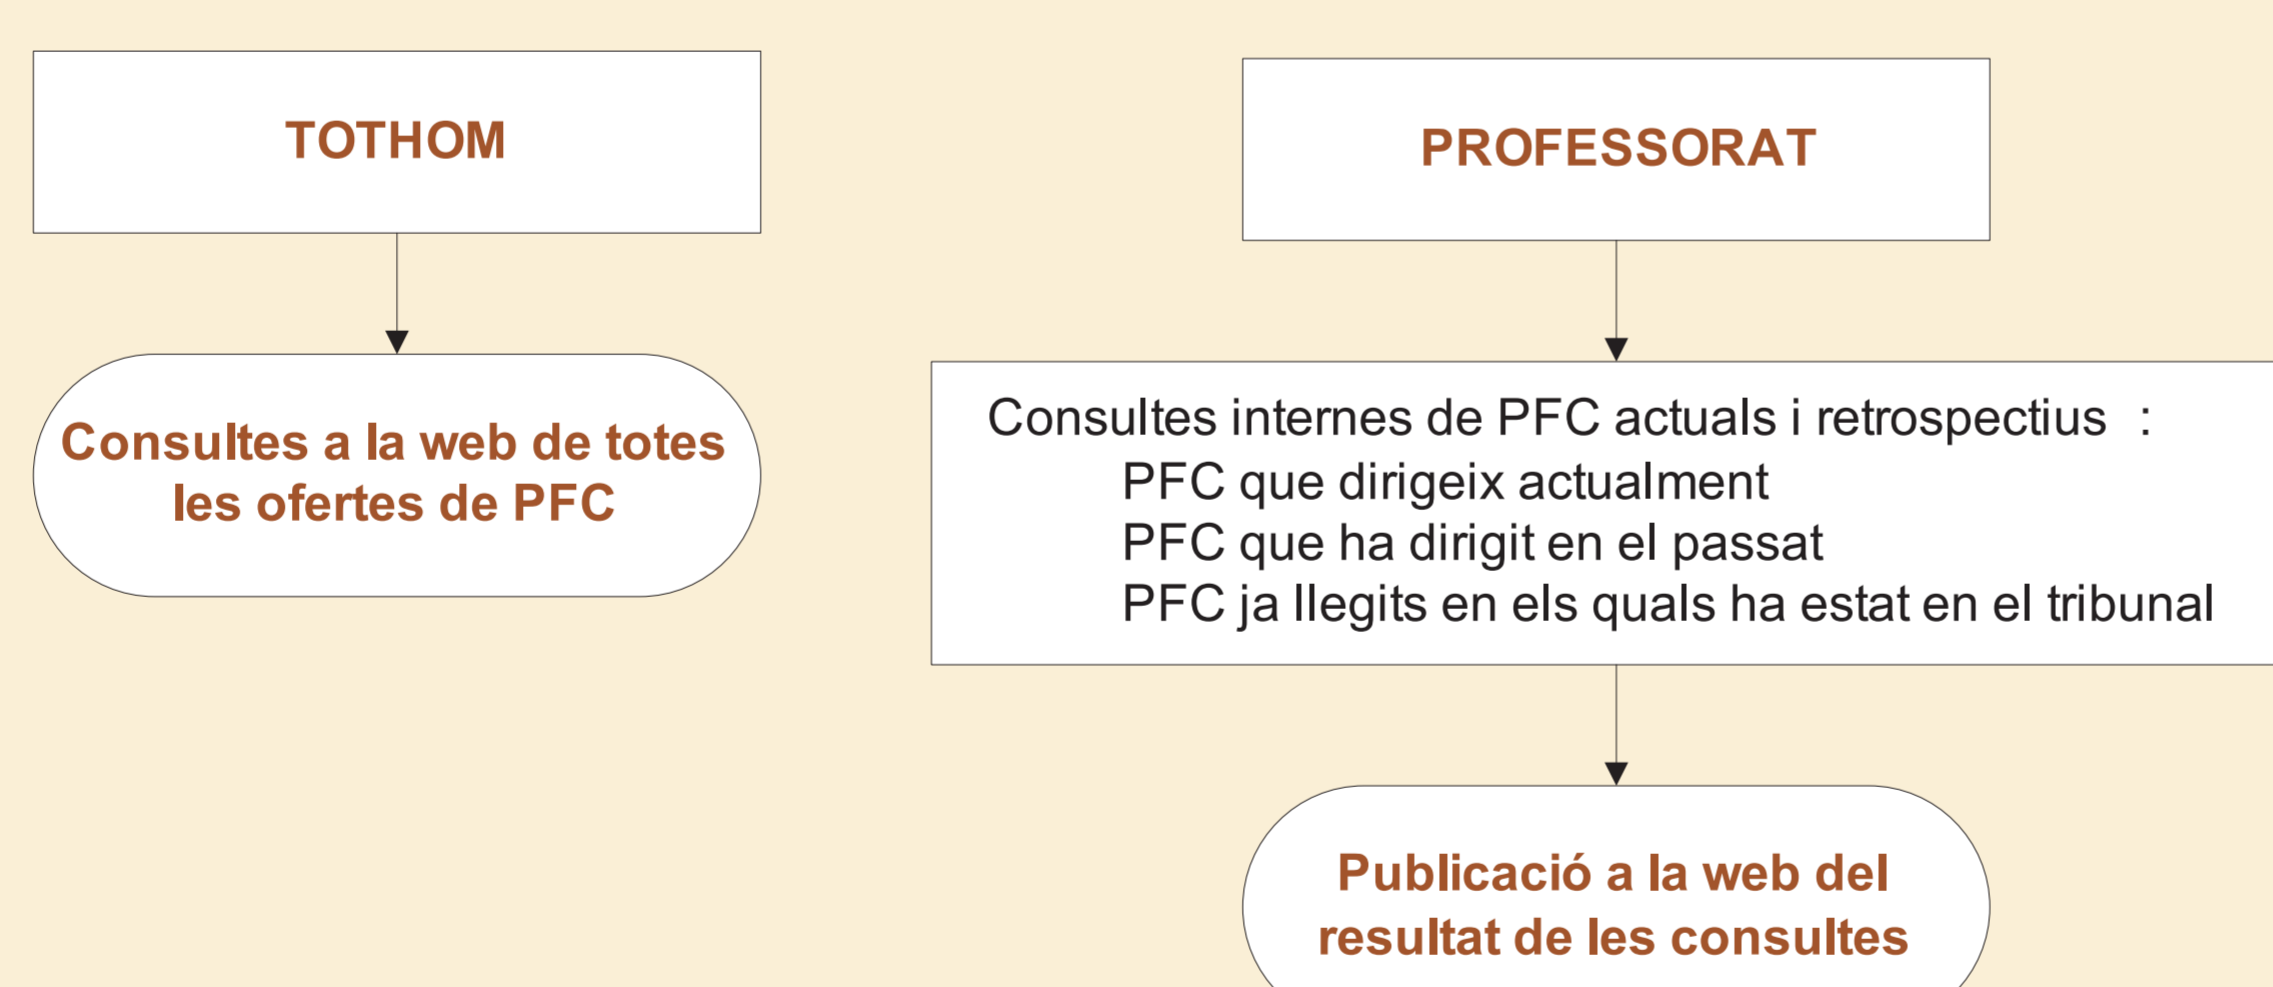 TOTHOM
Consultes a la web de totes
les ofertes de PFC
PROFESSORAT
Consultes internes de PFC actuals i retrospectius :
PFC que dirigeix actualment
PFC que ha dirigit en el passat
PFC ja llegits en els quals ha estat en el tribunal
Publicació a la web del
resultat de les consultes